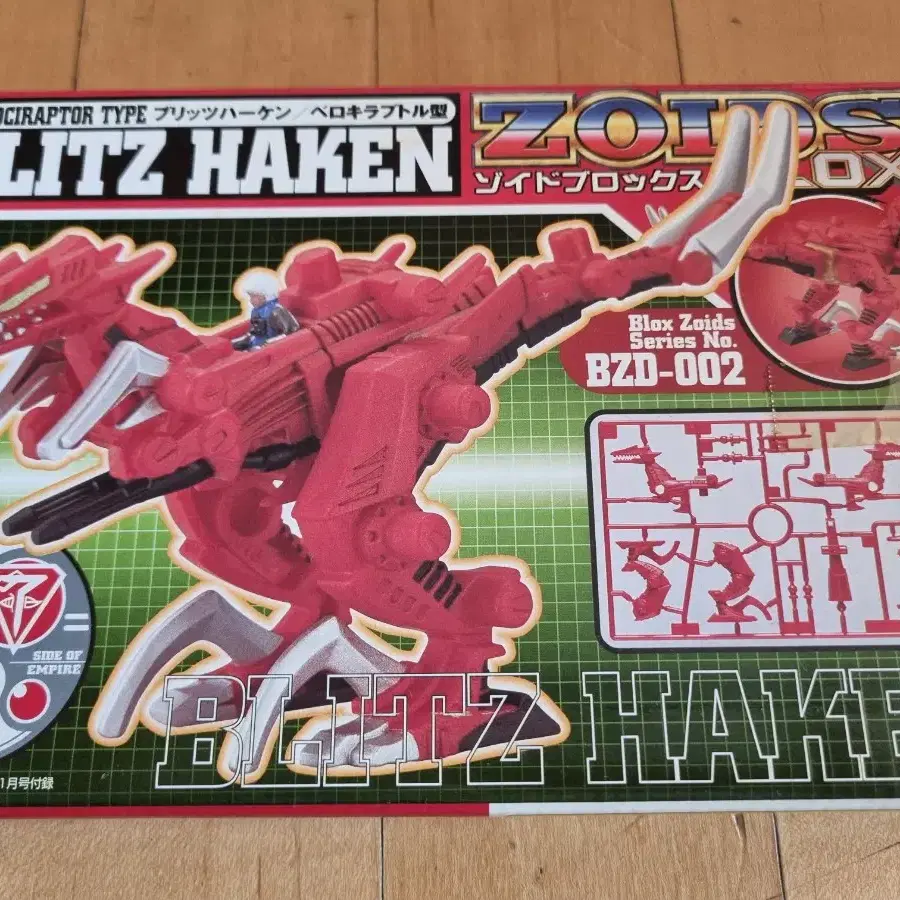 OCIRAPTOR TYPE ブリッツハーケン／ベロキラプトル型
LITZ HAKEN
ZOIDS
ゾイドブロックス
LOX
Blox Zoids
Series No.
BZD-002
SIDE OF
EMPIRE
BLITZ HAKE
1月号付録